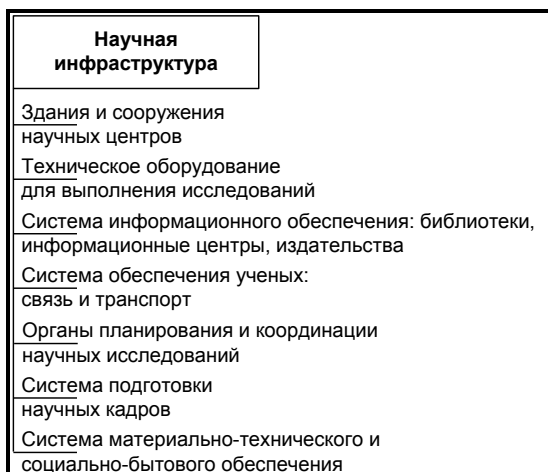 Научная
инфраструктура
Здания и сооружения
научных центров
Техническое оборудование
для выполнения исследований
Система информационного обеспечения: библиотеки,
информационные центры, издательства
Система обеспечения ученых:
связь и транспорт
Органы планирования и координации
научных исследований
Система подготовки
научных кадров
Система материально-технического и
социально-бытового обеспечения